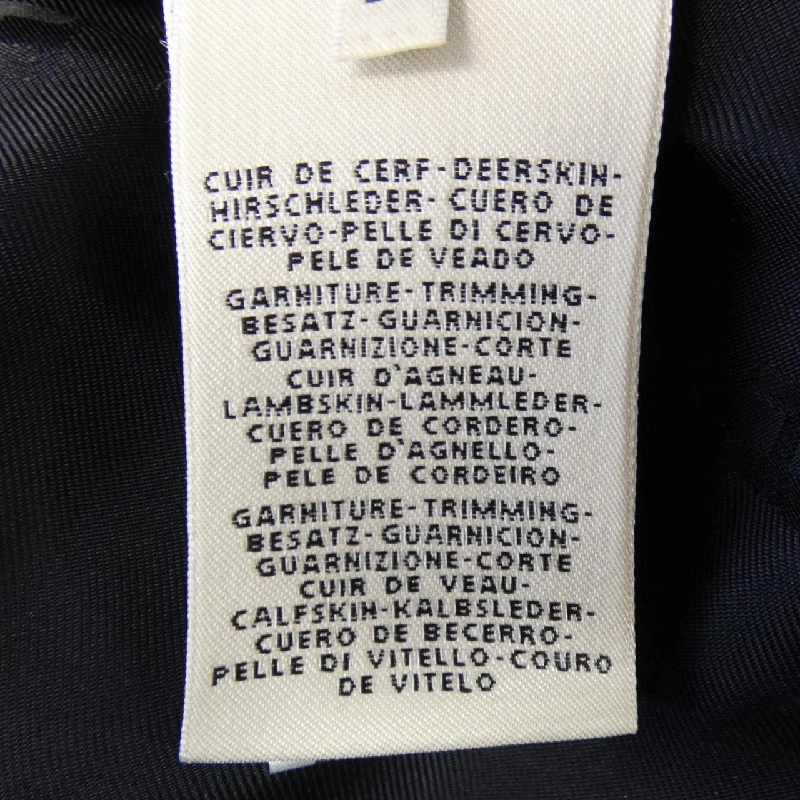 CUIR DE CERF-DEERSKIN-
HIRSCHLEDER- CUERO DE
CIERVO-PELLE DI CERVO-
PELE DE VEADO
GARNITURE-TRIMMING-
BESATZ-GUARNICION-
GUARNIZIONE-CORTE
CUIR D'AGNEAU-
LAMBSKIN-LAMMLEDER-
CUERO DE CORDERO-
PELLE D'AGNELLO-
PELE DE CORDEIRO
GARNITURE-TRIMMING-
BESATZ-GUARNICION-
GUARNIZIONE-CORTE
CUIR DE VEAU-
CALFSKIN-KALBSLEDER-
CUERO DE BECERRO-
PELLE DI VITELLO-COURO
DE VITELO